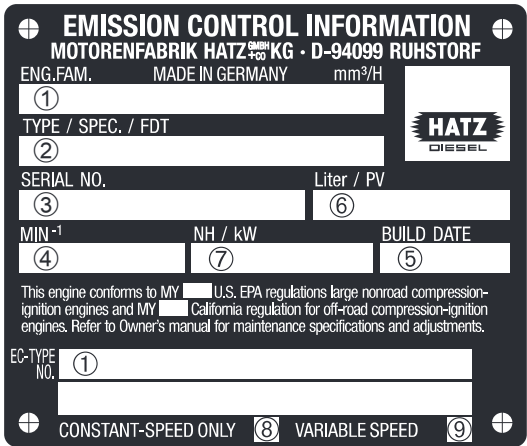 EMISSION CONTROL INFORMATION
MOTORENFABRIK HATZ GMBH +CO KG · D-94099 RUHSTORF
ENG.FAM. MADE IN GERMANY mm³/H
①
HATZ
DIESEL
TYPE / SPEC. / FDT
②
SERIAL NO. Liter / PV
③ ⑥
MIN⁻¹ NH / kW BUILD DATE
④ ⑦ ⑤
This engine conforms to MY U.S. EPA regulations large nonroad compression-
ignition engines and MY California regulation for off-road compression-ignition
engines. Refer to Owner's manual for maintenance specifications and adjustments.
EC-TYPE
NO. ①
CONSTANT-SPEED ONLY ⑧ VARIABLE SPEED ⑨